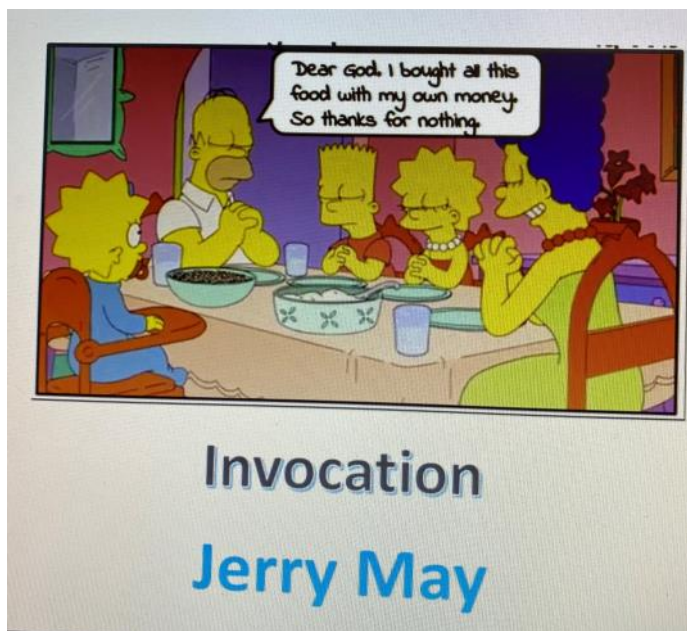 Dear God, I bought all this
food with my own money.
So thanks for nothing.
Invocation
Jerry May